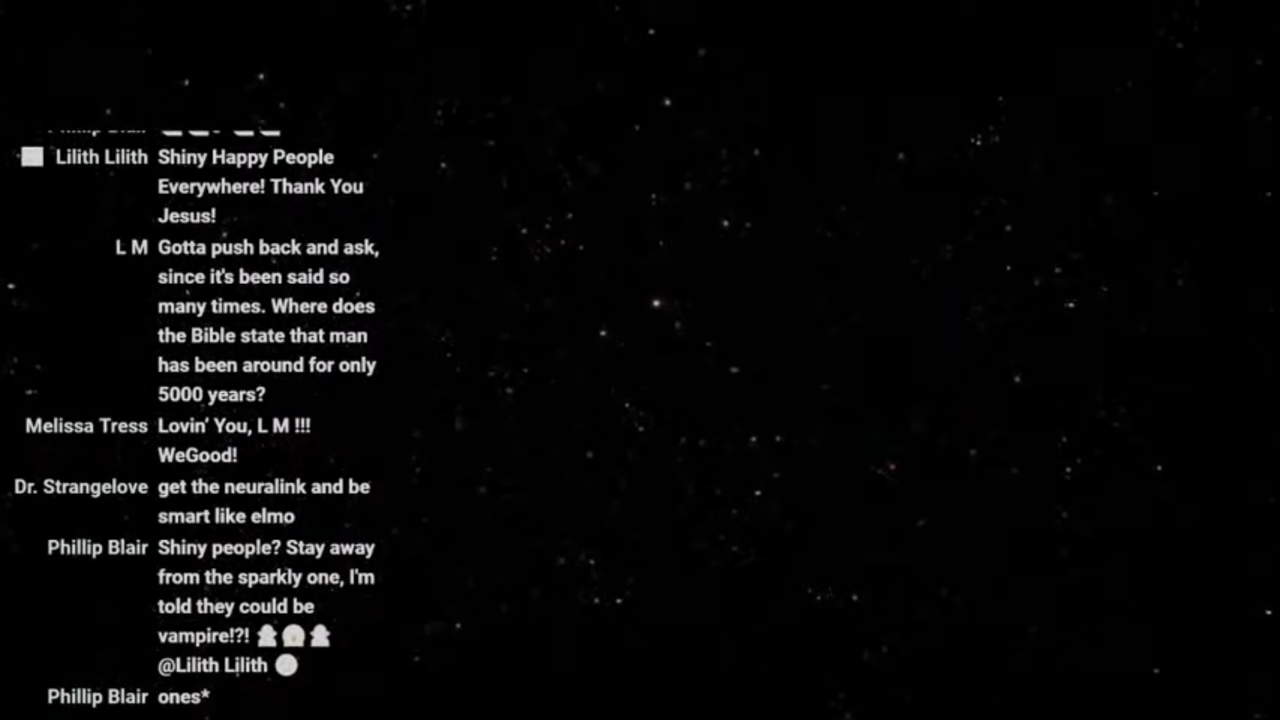 Lilith Lilith Shiny Happy People
Everywhere! Thank You
Jesus!
L M Gotta push back and ask,
since it's been said so
many times. Where does
the Bible state that man
has been around for only
5000 years?
Melissa Tress Lovin' You, L M !!!
WeGood!
Dr. Strangelove get the neuralink and be
smart like elmo
Phillip Blair Shiny people? Stay away
from the sparkly one, I'm
told they could be
vampire!?!
@Lilith Lilith
Phillip Blair ones*